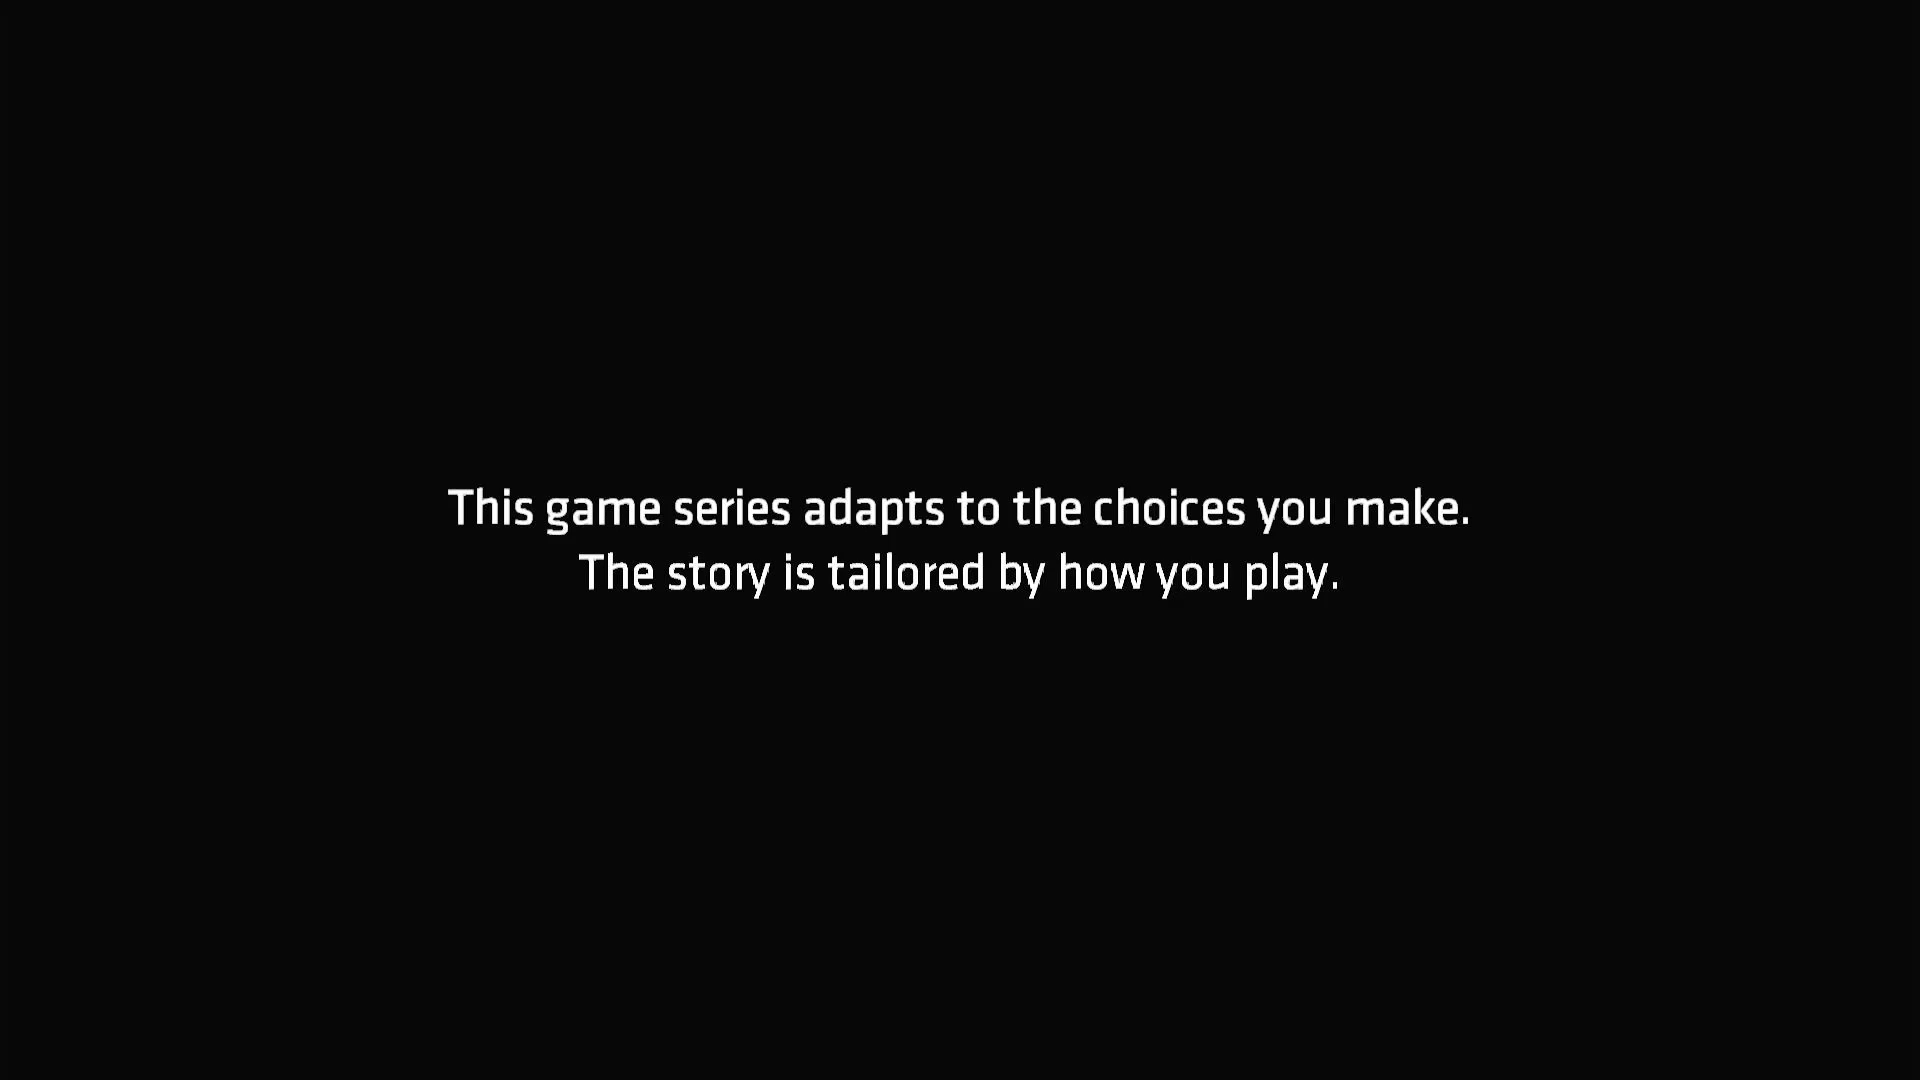 This game series adapts to the choices you make.
The story is tailored by how you play.